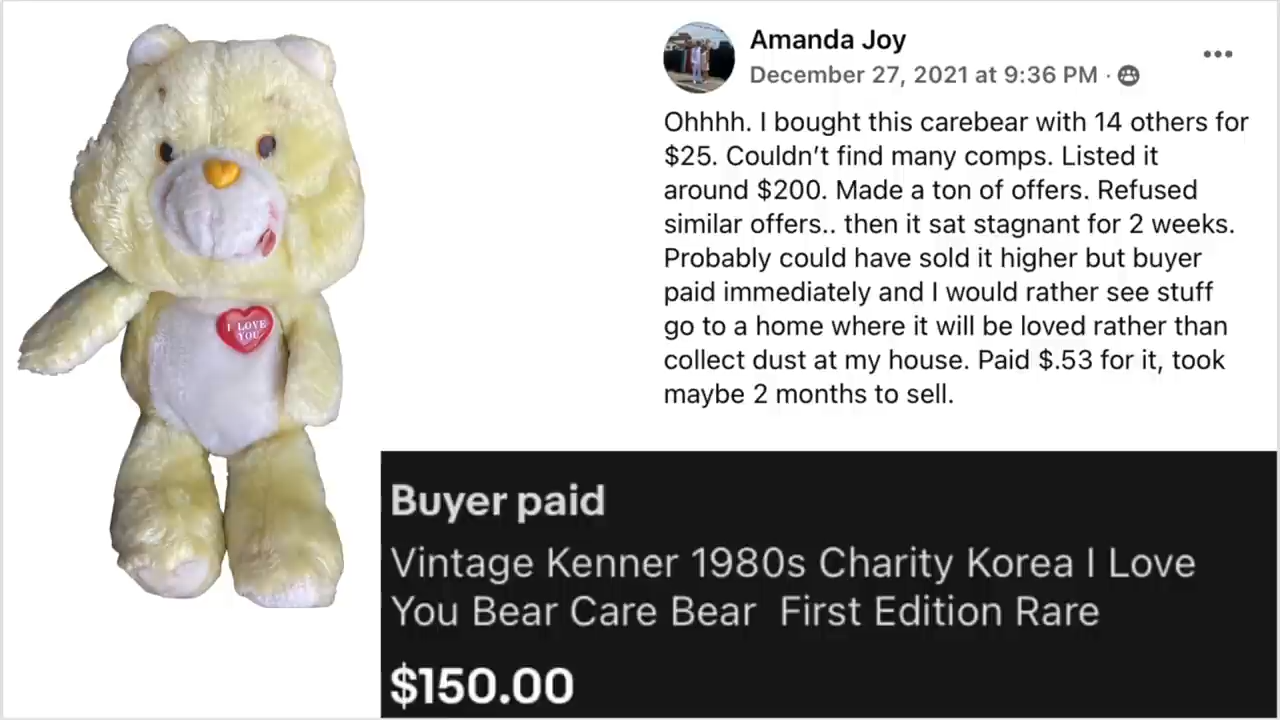 I LOVE
YOU
Amanda Joy
December 27, 2021 at 9:36 PM ·
Ohhhh. I bought this carebear with 14 others for
$25. Couldn't find many comps. Listed it
around $200. Made a ton of offers. Refused
similar offers.. then it sat stagnant for 2 weeks.
Probably could have sold it higher but buyer
paid immediately and I would rather see stuff
go to a home where it will be loved rather than
collect dust at my house. Paid $.53 for it, took
maybe 2 months to sell.
Buyer paid
Vintage Kenner 1980s Charity Korea I Love
You Bear Care Bear  First Edition Rare
$150.00